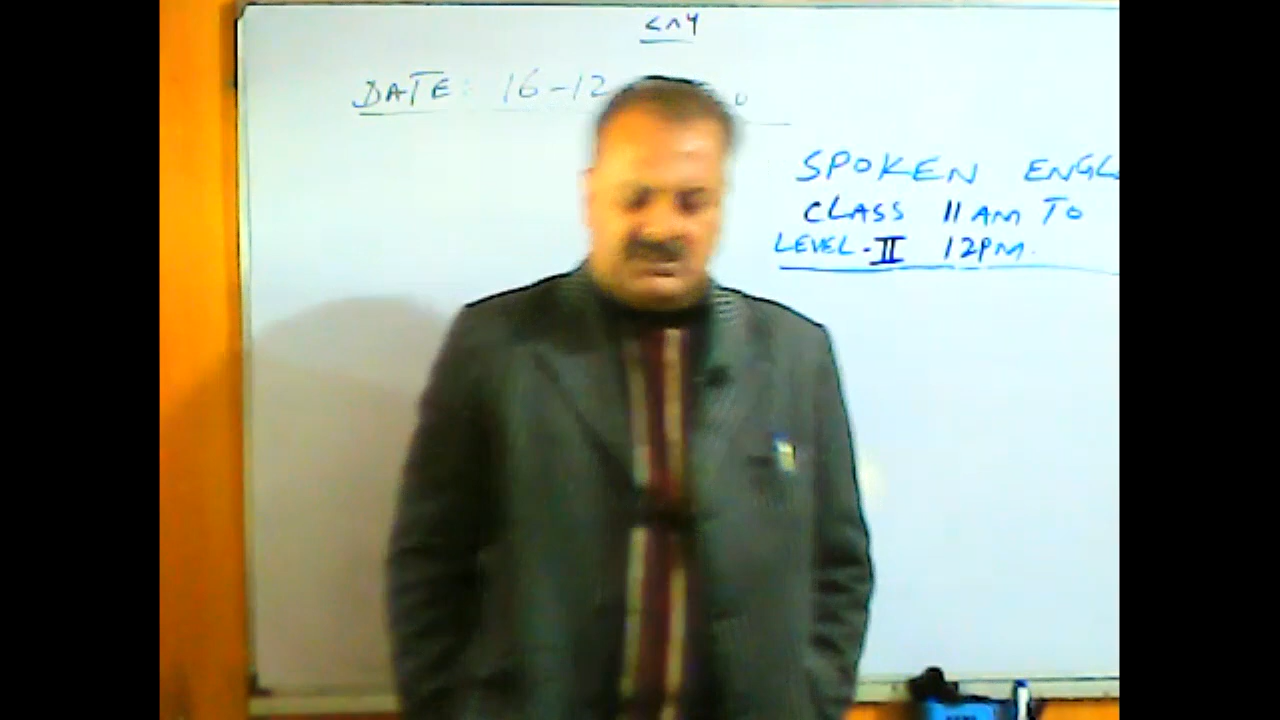 DATE: 16-12
SPOKEN ENGL
CLASS 11 AM TO
LEVEL-II 12PM.